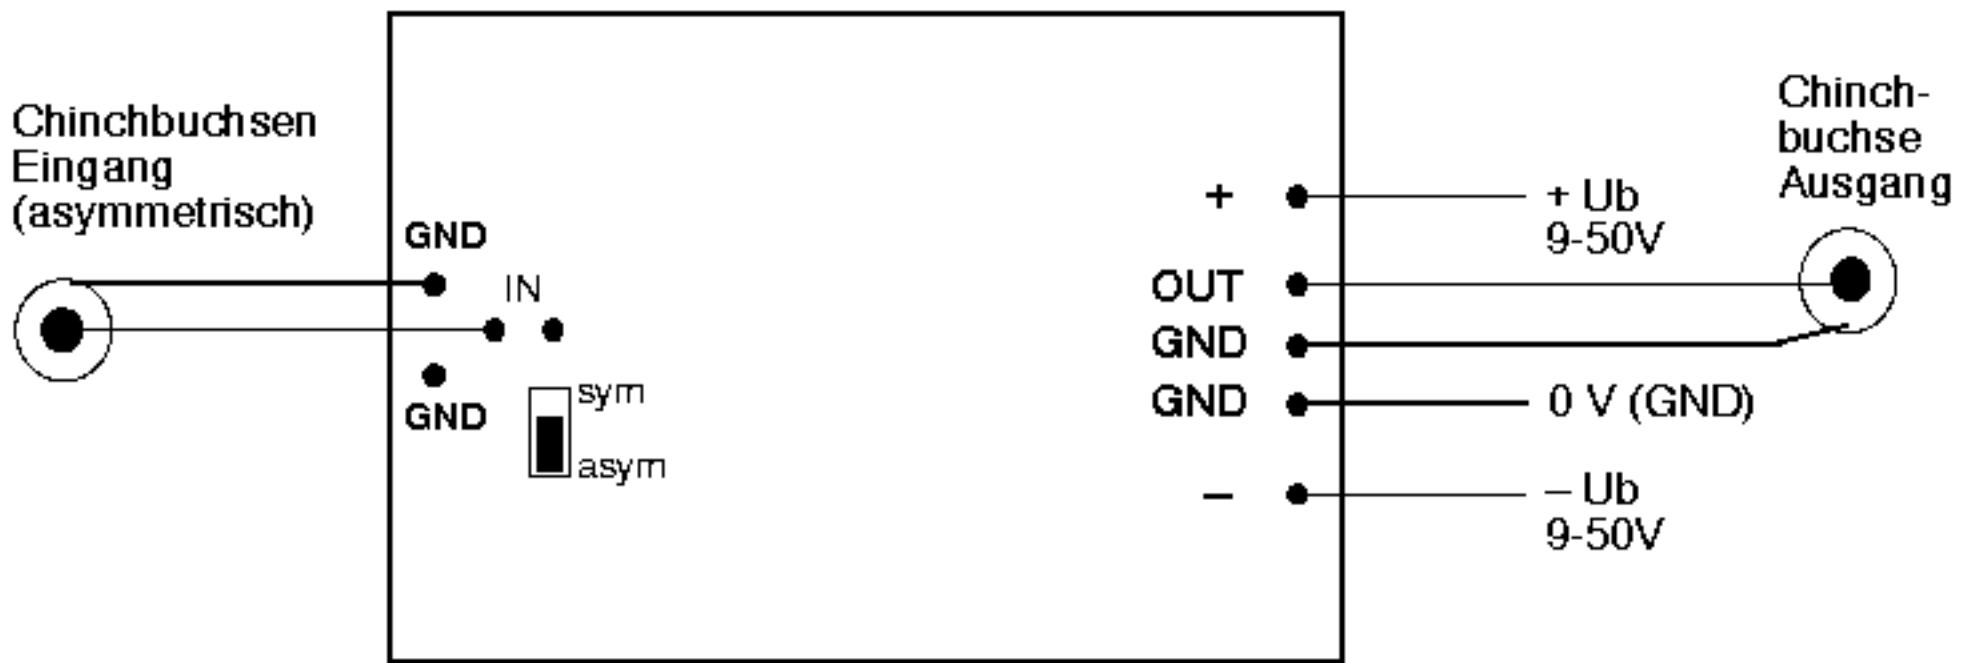 Chinchbuchsen
Eingang
(asymmetrisch)
GND
IN
GND
sym
asym
+
OUT
GND
GND
–
+ Ub
9-50V
0 V (GND)
– Ub
9-50V
Chinch-
buchse
Ausgang